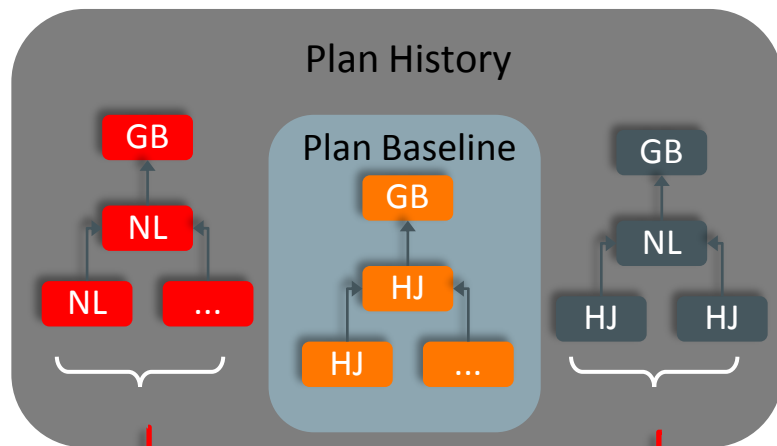 Plan History
GB
NL
NL
...
Plan Baseline
GB
HJ
HJ
...
GB
NL
HJ
HJ